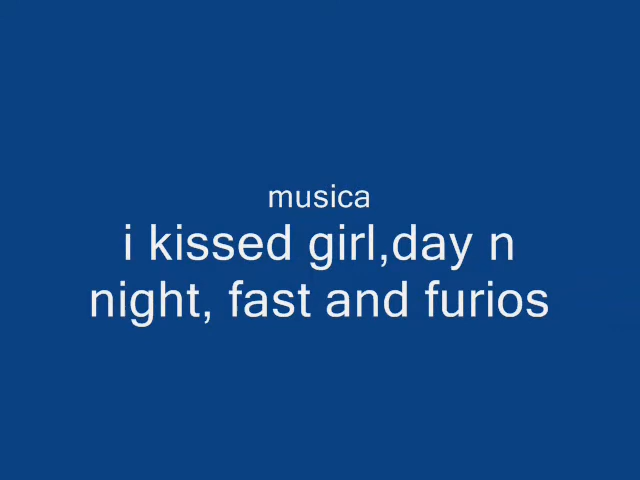 musica
i kissed girl,day n
night, fast and furios